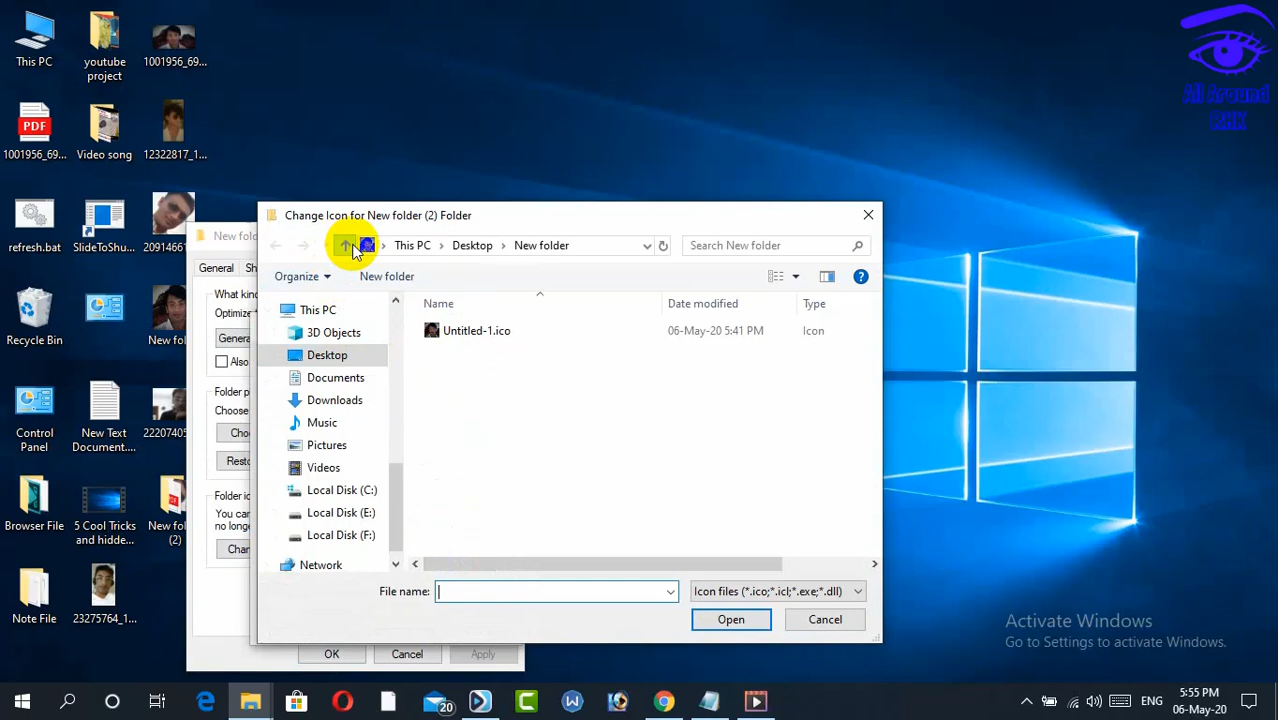 This PC
youtube
project
1001956_69...
All Around
RHK
PDF
1001956_69...
Video song
12322817_1...
refresh.bat
SlideToShu...
2091466
Recycle Bin
New fol
Control
Panel
New Text
Document....
2220740
Browser File
5 Cool Tricks
and hidde...
New fol
(2)
Note File
23275764_1...
New fold
General
Sh
What kin
Optimize
Genera
Also
Folder p
Choose
Cho
Resto
Folder ic
You can
no longe
Chan
OK
Cancel
Apply
Change Icon for New folder (2) Folder
This PC
Desktop
New folder
Search New folder
Organize
New folder
Name
Date modified
Type
Untitled-1.ico
06-May-20 5:41 PM
Icon
This PC
3D Objects
Desktop
Documents
Downloads
Music
Pictures
Videos
Local Disk (C:)
Local Disk (E:)
Local Disk (F:)
Network
File name:
Icon files (*.ico;*.icl;*.exe;*.dll)
Open
Cancel
Activate Windows
Go to Settings to activate Windows.
20
ENG
5:55 PM
06-May-20